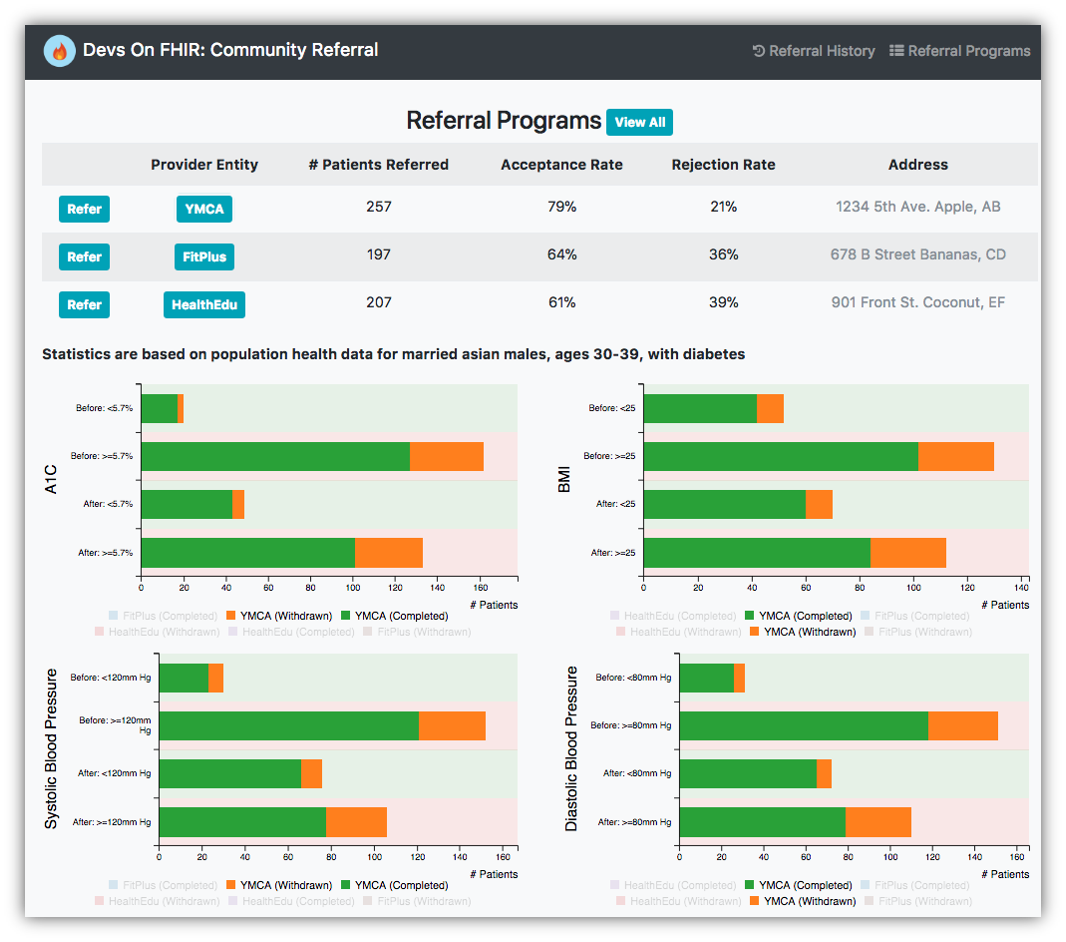 Devs On FHIR: Community Referral
Referral History
Referral Programs
Referral Programs View All
Provider Entity # Patients Referred Acceptance Rate Rejection Rate Address
Refer YMCA 257 79% 21% 1234 5th Ave. Apple, AB
Refer FitPlus 197 64% 36% 678 B Street Bananas, CD
Refer HealthEdu 207 61% 39% 901 Front St. Coconut, EF
Statistics are based on population health data for married asian males, ages 30-39, with diabetes
A1C
Before: <5.7%
Before: >=5.7%
After: <5.7%
After: >=5.7%
0 20 40 60 80 100 120 140 160
# Patients
FitPlus (Completed) YMCA (Withdrawn) YMCA (Completed)
HealthEdu (Withdrawn) HealthEdu (Completed) FitPlus (Withdrawn)
BMI
Before: <25
Before: >=25
After: <25
After: >=25
0 20 40 60 80 100 120 140
# Patients
HealthEdu (Completed) YMCA (Completed) FitPlus (Completed)
HealthEdu (Withdrawn) YMCA (Withdrawn) FitPlus (Withdrawn)
Systolic Blood Pressure
Before: <120mm Hg
Before: >=120mm
Hg
After: <120mm Hg
After: >=120mm Hg
0 20 40 60 80 100 120 140 160
# Patients
FitPlus (Completed) YMCA (Withdrawn) YMCA (Completed)
HealthEdu (Withdrawn) HealthEdu (Completed) FitPlus (Withdrawn)
Diastolic Blood Pressure
Before: <80mm Hg
Before: >=80mm Hg
After: <80mm Hg
After: >=80mm Hg
0 20 40 60 80 100 120 140 160
# Patients
HealthEdu (Completed) YMCA (Completed) FitPlus (Completed)
HealthEdu (Withdrawn) YMCA (Withdrawn) FitPlus (Withdrawn)